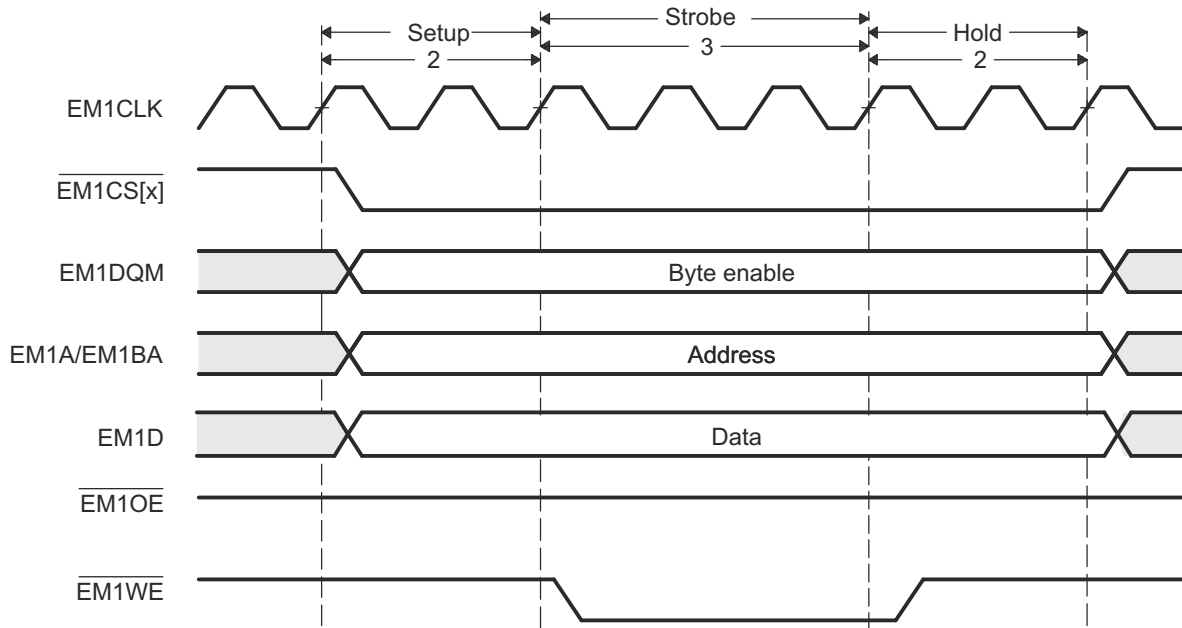 Setup
Strobe
Hold
2
3
2
EM1CLK
EM1CS[x]
EM1DQM
Byte enable
EM1A/EM1BA
Address
EM1D
Data
EM1OE
EM1WE